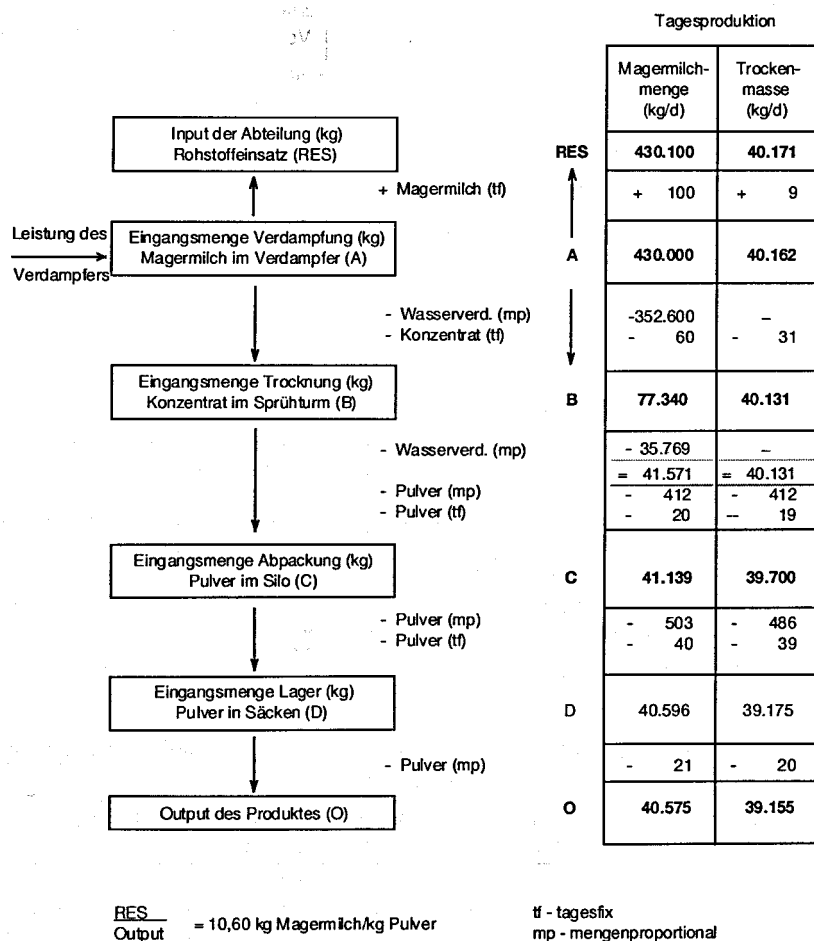 Tagesproduktion
Magermilch-
menge
(kg/d)
Trocken-
masse
(kg/d)
Input der Abteilung (kg)
Rohstoffeinsatz (RES)
RES 430.100 40.171
+ Magermilch (tf)
+ 100 + 9
Leistung des
Verdampfers
Eingangsmenge Verdampfung (kg)
Magermilch im Verdampfer (A)
A 430.000 40.162
- Wasserverd. (mp) -352.600 –
- Konzentrat (tf) - 60 - 31
Eingangsmenge Trocknung (kg)
Konzentrat im Sprühturm (B)
B 77.340 40.131
- Wasserverd. (mp) - 35.769 –
= 41.571 = 40.131
- Pulver (mp) - 412 - 412
- Pulver (tf) - 20 -- 19
Eingangsmenge Abpackung (kg)
Pulver im Silo (C)
C 41.139 39.700
- Pulver (mp) - 503 - 486
- Pulver (tf) - 40 - 39
Eingangsmenge Lager (kg)
Pulver in Säcken (D)
D 40.596 39.175
- Pulver (mp) - 21 - 20
Output des Produktes (O)
O 40.575 39.155
RES
Output
= 10,60 kg Magermilch/kg Pulver
tf - tagesfix
mp - mengenproportional